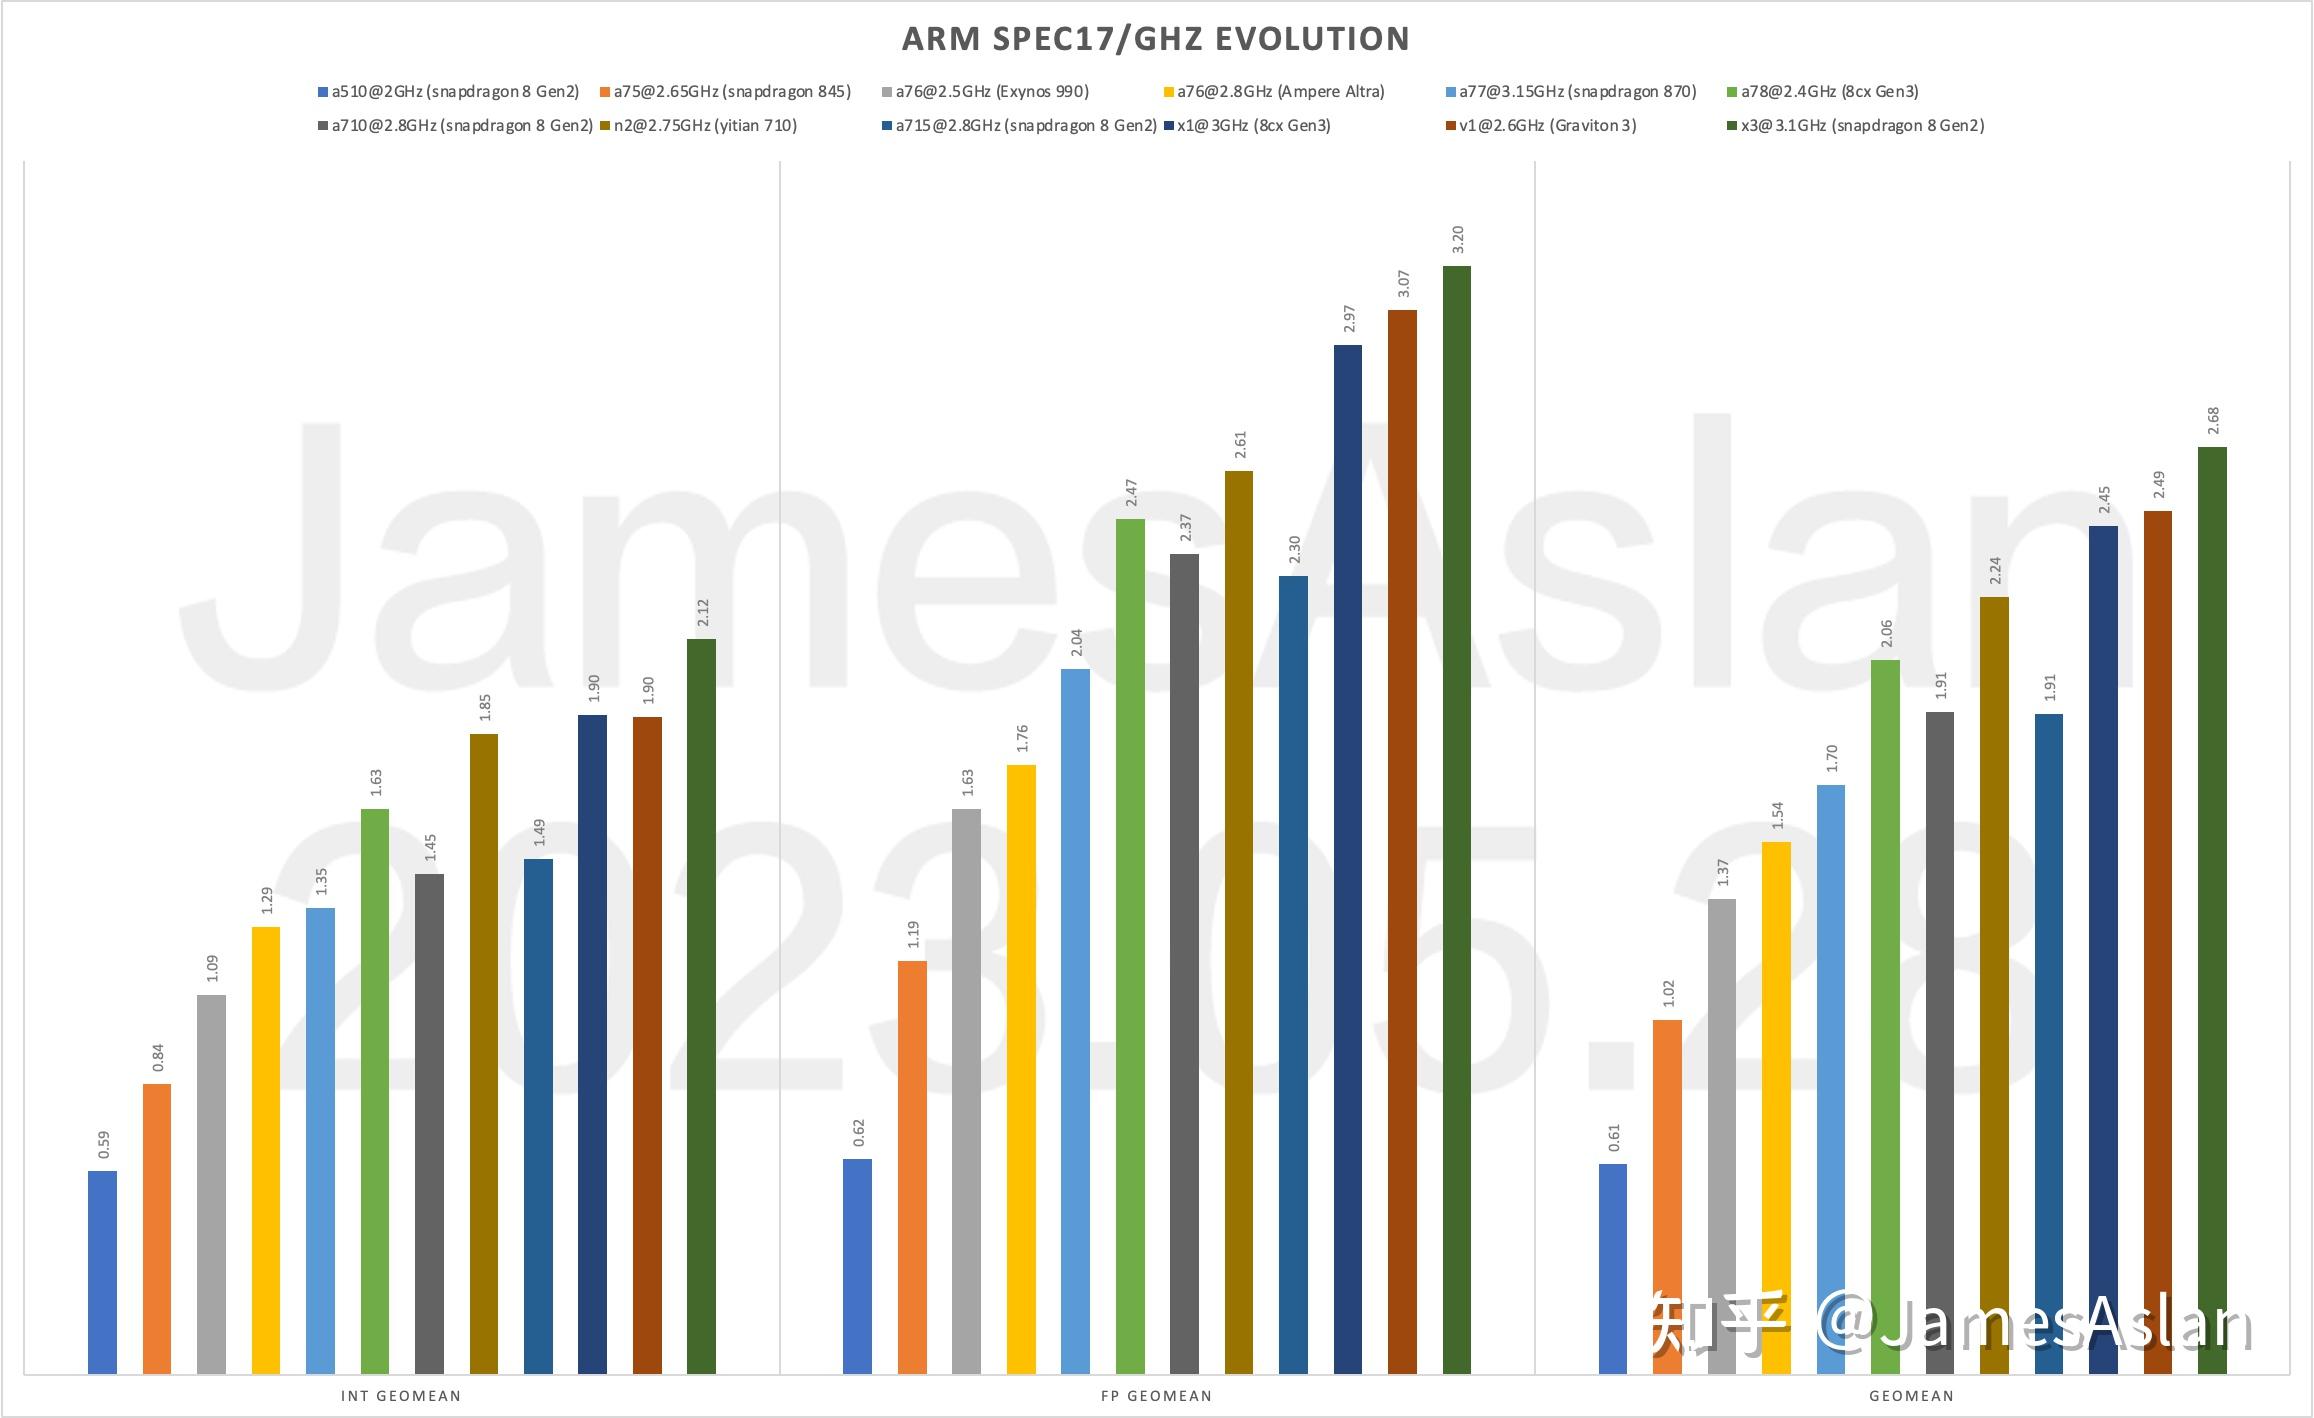 ARM SPEC17/GHZ EVOLUTION
a510@2GHz (snapdragon 8 Gen2) a75@2.65GHz (snapdragon 845) a76@2.5GHz (Exynos 990) a76@2.8GHz (Ampere Altra) a77@3.15GHz (snapdragon 870) a78@2.4GHz (8cx Gen3)
a710@2.8GHz (snapdragon 8 Gen2) n2@2.75GHz (yitian 710) a715@2.8GHz (snapdragon 8 Gen2) x1@3GHz (8cx Gen3) v1@2.6GHz (Graviton 3) x3@3.1GHz (snapdragon 8 Gen2)
0.59 0.84 1.09 1.29 1.35 1.63 1.45 1.85 1.49 1.90 1.90 2.12
0.62 1.19 1.63 1.76 2.04 2.47 2.37 2.61 2.30 2.97 3.07 3.20
0.61 1.02 1.37 1.54 1.70 2.06 1.91 2.24 1.91 2.45 2.49 2.68
JamesAslan
2023.05.28
知乎 @JamesAslan
INT GEOMEAN FP GEOMEAN GEOMEAN